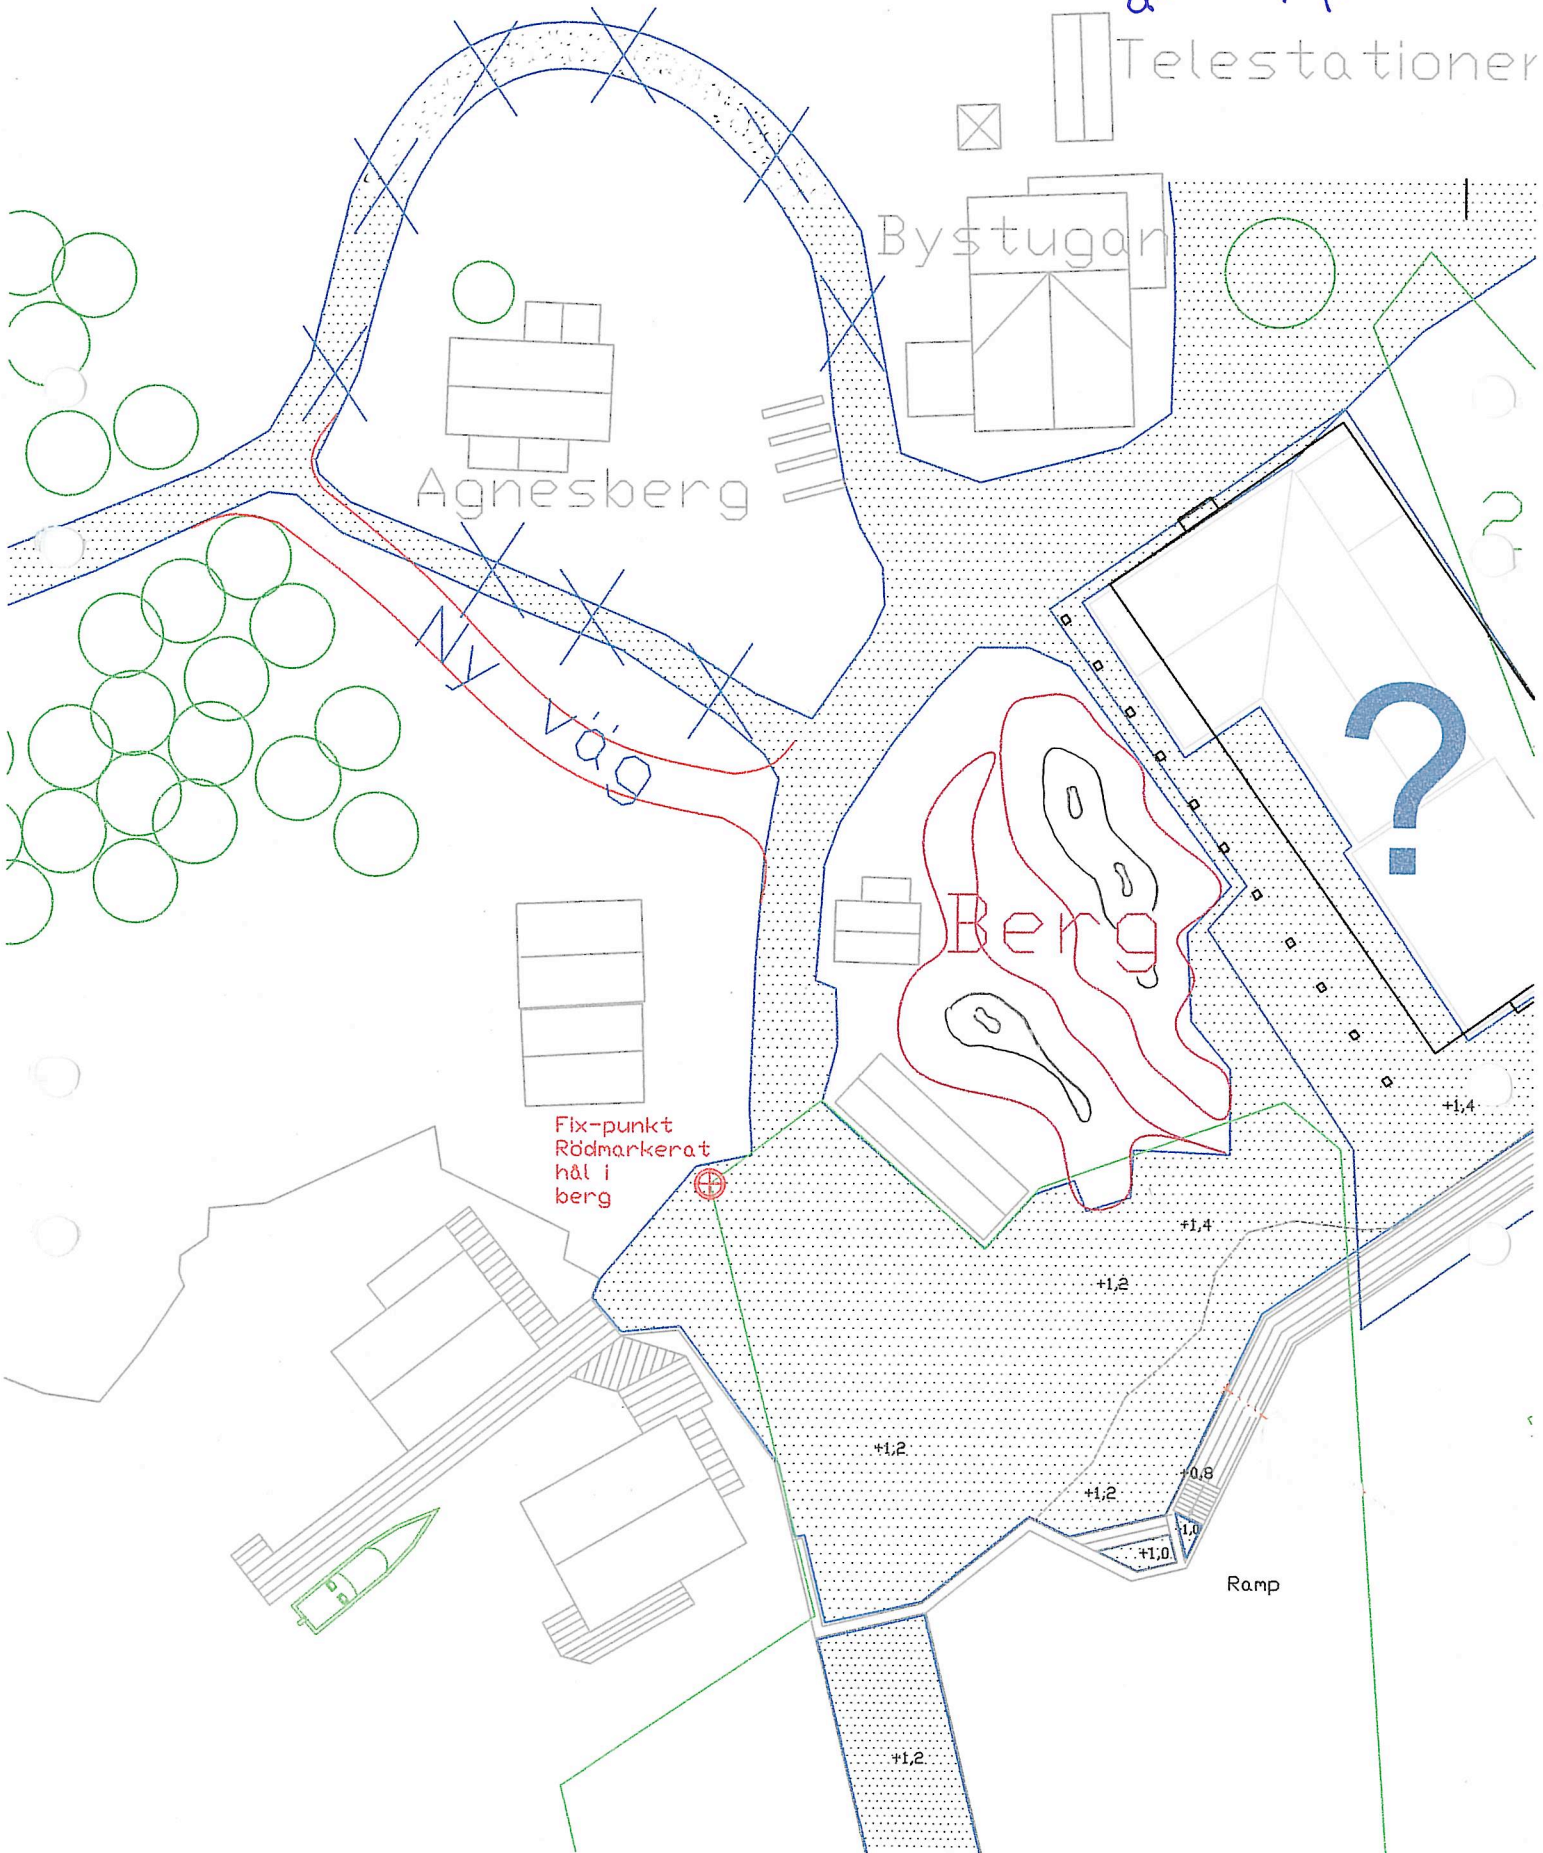 Telestationer
Bystugan
Agnesberg
?
Ny väg
?
Berg
+1,4
Fix-punkt
Rödmarkerat
hål i
berg
+1,4
+1,2
+1,2
+0,8
+1,2
+1,0
+1,0
Ramp
+1,2